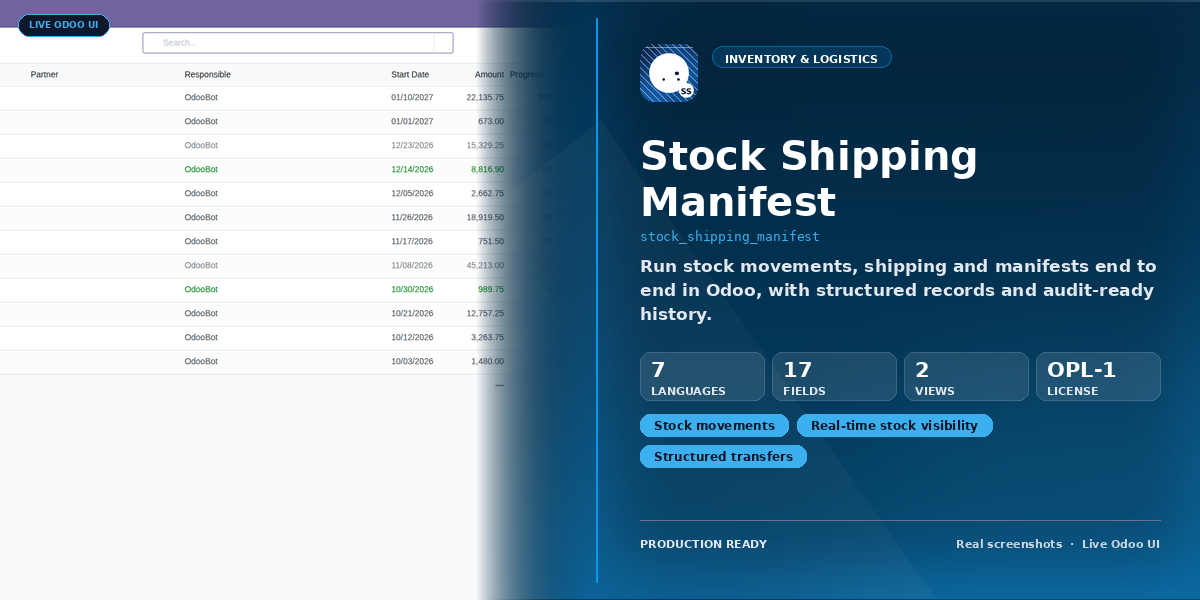 LIVE ODOO UI
Search...
Partner Responsible Start Date Amount Progress...
OdooBot 01/10/2027 22,135.75
OdooBot 01/01/2027 673.00
OdooBot 12/23/2026 15,329.25
OdooBot 12/14/2026 8,816.90
OdooBot 12/05/2026 2,662.75
OdooBot 11/26/2026 18,919.50
OdooBot 11/17/2026 751.50
OdooBot 11/08/2026 45,213.00
OdooBot 10/30/2026 989.75
OdooBot 10/21/2026 12,757.25
OdooBot 10/12/2026 3,263.75
OdooBot 10/03/2026 1,480.00
—
SS
INVENTORY & LOGISTICS
Stock Shipping
Manifest
stock_shipping_manifest
Run stock movements, shipping and manifests end to
end in Odoo, with structured records and audit-ready
history.
7 17 2 OPL-1
LANGUAGES FIELDS VIEWS LICENSE
Stock movements Real-time stock visibility
Structured transfers
PRODUCTION READY Real screenshots · Live Odoo UI